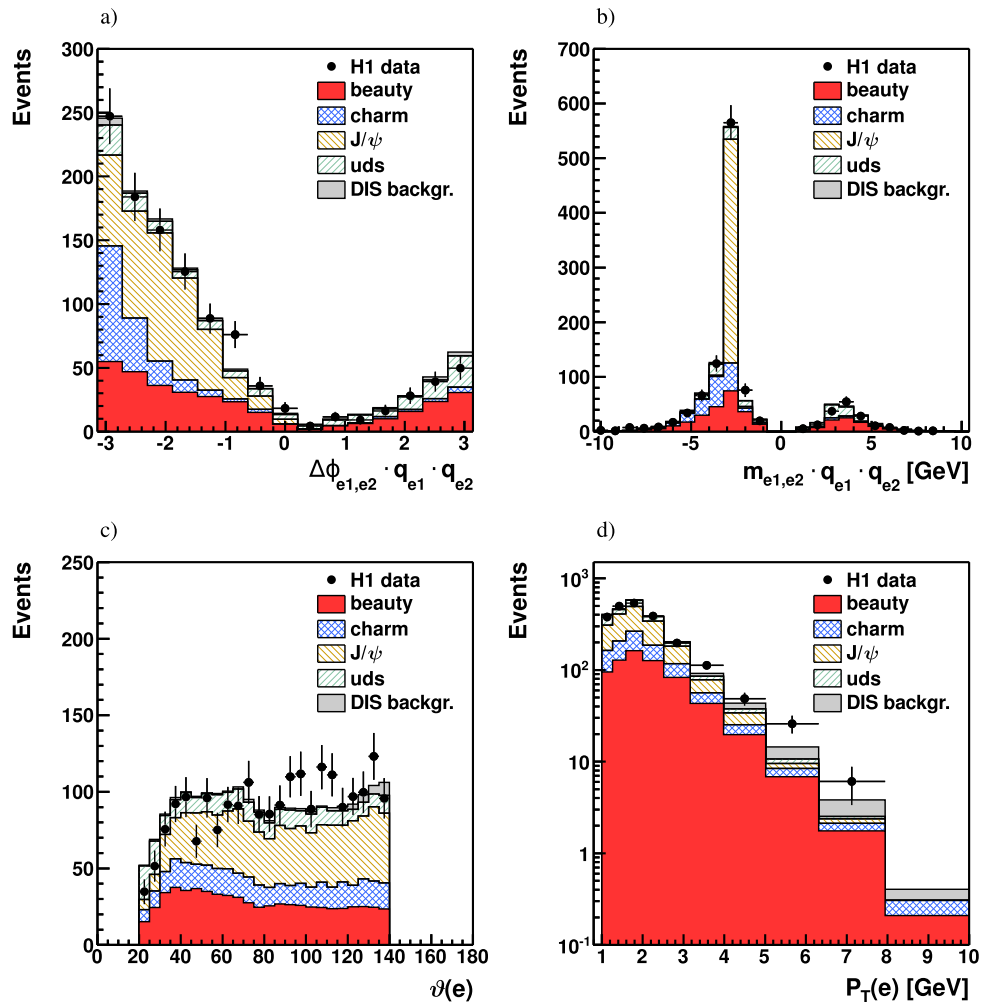 a)
Events
300
250
200
150
100
50
0
-3 -2 -1 0 1 2 3
Δϕe1,e2 · qe1 · qe2
H1 data
beauty
charm
J/ψ
uds
DIS backgr.
b)
Events
700
600
500
400
300
200
100
0
-10 -5 0 5 10
me1,e2 · qe1 · qe2 [GeV]
H1 data
beauty
charm
J/ψ
uds
DIS backgr.
c)
Events
250
200
150
100
50
0
0 20 40 60 80 100 120 140 160 180
ϑ(e)
H1 data
beauty
charm
J/ψ
uds
DIS backgr.
d)
Events
10³
10²
10
1
10⁻¹
1 2 3 4 5 6 7 8 9 10
PT(e) [GeV]
H1 data
beauty
charm
J/ψ
uds
DIS backgr.